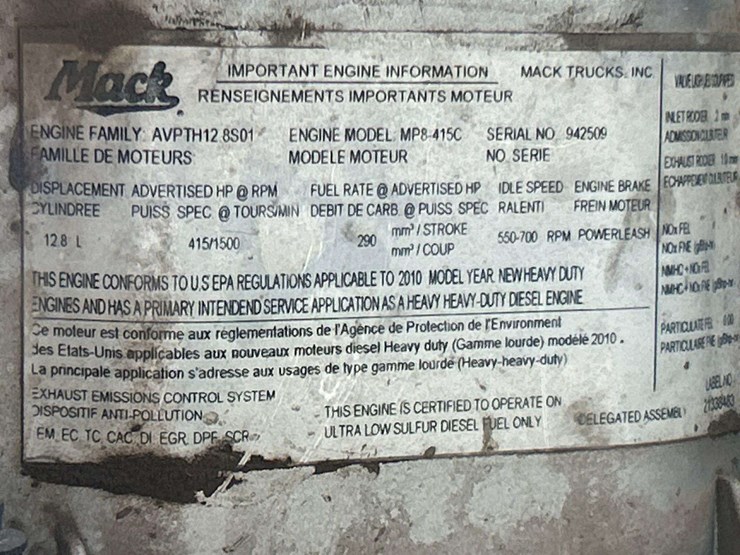 Mack
IMPORTANT ENGINE INFORMATION MACK TRUCKS, INC
RENSEIGNEMENTS IMPORTANTS MOTEUR
ENGINE FAMILY: AVPTH12 8S01 ENGINE MODEL: MP8-415C SERIAL NO. 942509
FAMILLE DE MOTEURS MODELE MOTEUR NO. SERIE
DISPLACEMENT ADVERTISED HP @ RPM FUEL RATE @ ADVERTISED HP IDLE SPEED ENGINE BRAKE
CYLINDREE PUISS SPEC @ TOURS/MIN DEBIT DE CARB. @ PUISS SPEC RALENTI FREIN MOTEUR
12.8 L 415/1500 290 mm³ / STROKE 550-700 RPM POWERLEASH
mm³ / COUP
THIS ENGINE CONFORMS TO U.S EPA REGULATIONS APPLICABLE TO 2010 MODEL YEAR NEW HEAVY DUTY
ENGINES AND HAS A PRIMARY INTENDEND SERVICE APPLICATION AS A HEAVY HEAVY-DUTY DIESEL ENGINE
Ce moteur est conforme aux réglementations de l'Agence de Protection de l'Environment
des Etats-Unis applicables aux nouveaux moteurs diesel Heavy duty (Gamme lourde) modèle 2010.
La principale application s'adresse aux usages de type gamme lourde (Heavy-heavy-duty)
EXHAUST EMISSIONS CONTROL SYSTEM
DISPOSITIF ANTI-POLLUTION
EM, EC, TC, CAC, DI, EGR, DPF, SCR
THIS ENGINE IS CERTIFIED TO OPERATE ON
ULTRA LOW SULFUR DIESEL FUEL ONLY
DELEGATED ASSEMBLY
INLET ROCKER
EXHAUST ROCKER
NOx FEL
NMHC+NOx FEL
PARTICULATE FEL
LABEL NO.
21338483